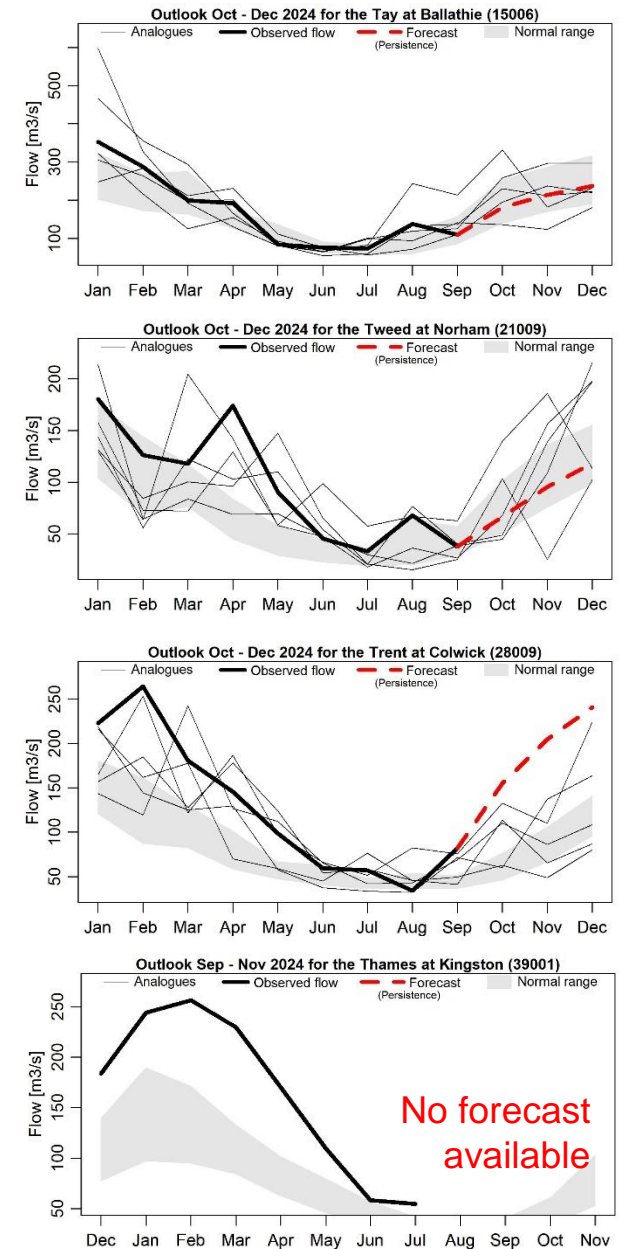 Outlook Oct - Dec 2024 for the Tay at Ballathie (15006)
Analogues Observed flow Forecast Normal range
(Persistence)
Flow [m3/s]
500
300
100
Jan Feb Mar Apr May Jun Jul Aug Sep Oct Nov Dec
Outlook Oct - Dec 2024 for the Tweed at Norham (21009)
Analogues Observed flow Forecast Normal range
(Persistence)
Flow [m3/s]
200
150
100
50
Jan Feb Mar Apr May Jun Jul Aug Sep Oct Nov Dec
Outlook Oct - Dec 2024 for the Trent at Colwick (28009)
Analogues Observed flow Forecast Normal range
(Persistence)
Flow [m3/s]
250
200
150
100
50
Jan Feb Mar Apr May Jun Jul Aug Sep Oct Nov Dec
Outlook Sep - Nov 2024 for the Thames at Kingston (39001)
Analogues Observed flow Forecast Normal range
(Persistence)
Flow [m3/s]
250
200
150
100
50
No forecast
available
Dec Jan Feb Mar Apr May Jun Jul Aug Sep Oct Nov